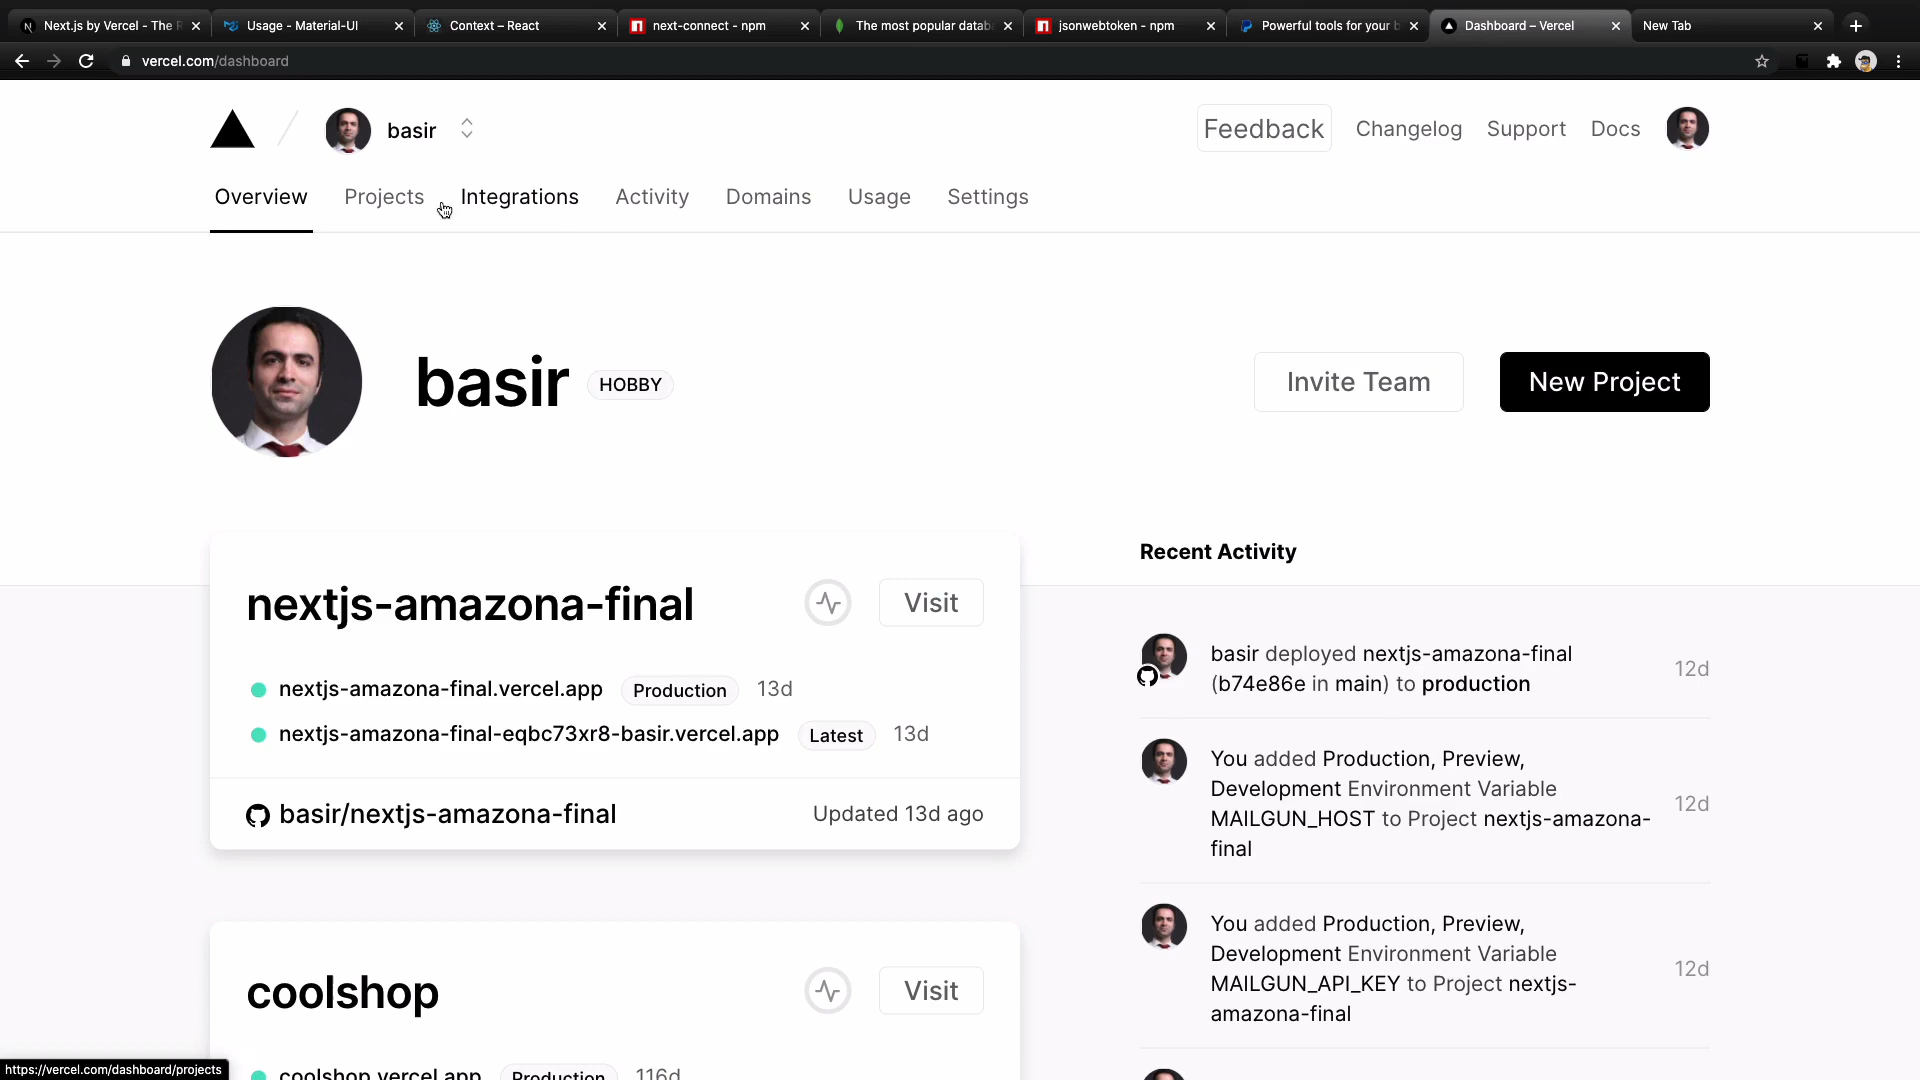 Next.js by Vercel - The R
Usage - Material-UI
Context – React
next-connect - npm
The most popular datab
jsonwebtoken - npm
Powerful tools for your b
Dashboard – Vercel
New Tab
vercel.com/dashboard
basir
Feedback
Changelog
Support
Docs
Overview
Projects
Integrations
Activity
Domains
Usage
Settings
basir
HOBBY
Invite Team
New Project
nextjs-amazona-final
Visit
nextjs-amazona-final.vercel.app
Production
13d
nextjs-amazona-final-eqbc73xr8-basir.vercel.app
Latest
13d
basir/nextjs-amazona-final
Updated 13d ago
coolshop
Visit
coolshop.vercel.app
Production
116d
Recent Activity
basir deployed nextjs-amazona-final
(b74e86e in main) to production
12d
You added Production, Preview,
Development Environment Variable
MAILGUN_HOST to Project nextjs-amazona-
final
12d
You added Production, Preview,
Development Environment Variable
MAILGUN_API_KEY to Project nextjs-
amazona-final
12d
https://vercel.com/dashboard/projects